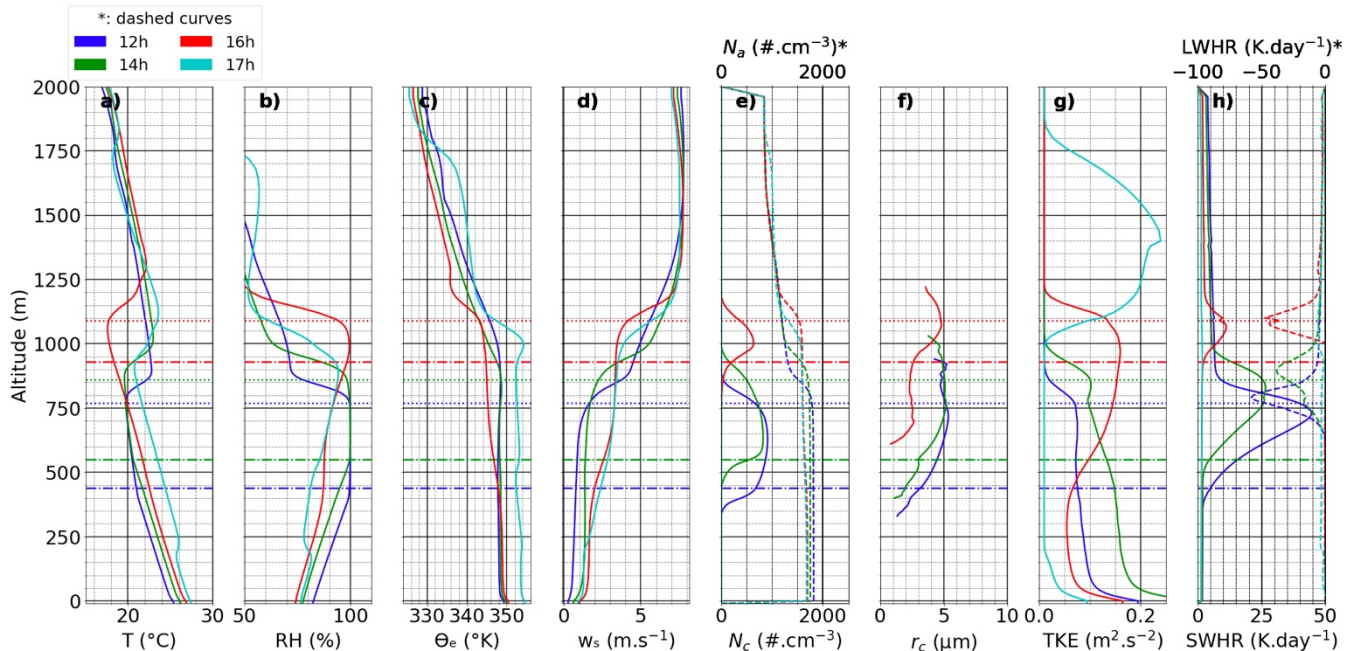 *: dashed curves
12h 16h
14h 17h
N_a (#.cm⁻³)* LWHR (K.day⁻¹)*
0 2000 −100 −50 0
a) b) c) d) e) f) g) h)
2000
1750
1500
1250
1000
750
500
250
0
Altitude (m)
20 30 50 100 330 340 350 0 5 0 2000 0 5 10 0.0 0.2 0 25 50
T (°C) RH (%) Θₑ (°K) wₛ (m.s⁻¹) N_c (#.cm⁻³) r_c (μm) TKE (m².s⁻²) SWHR (K.day⁻¹)